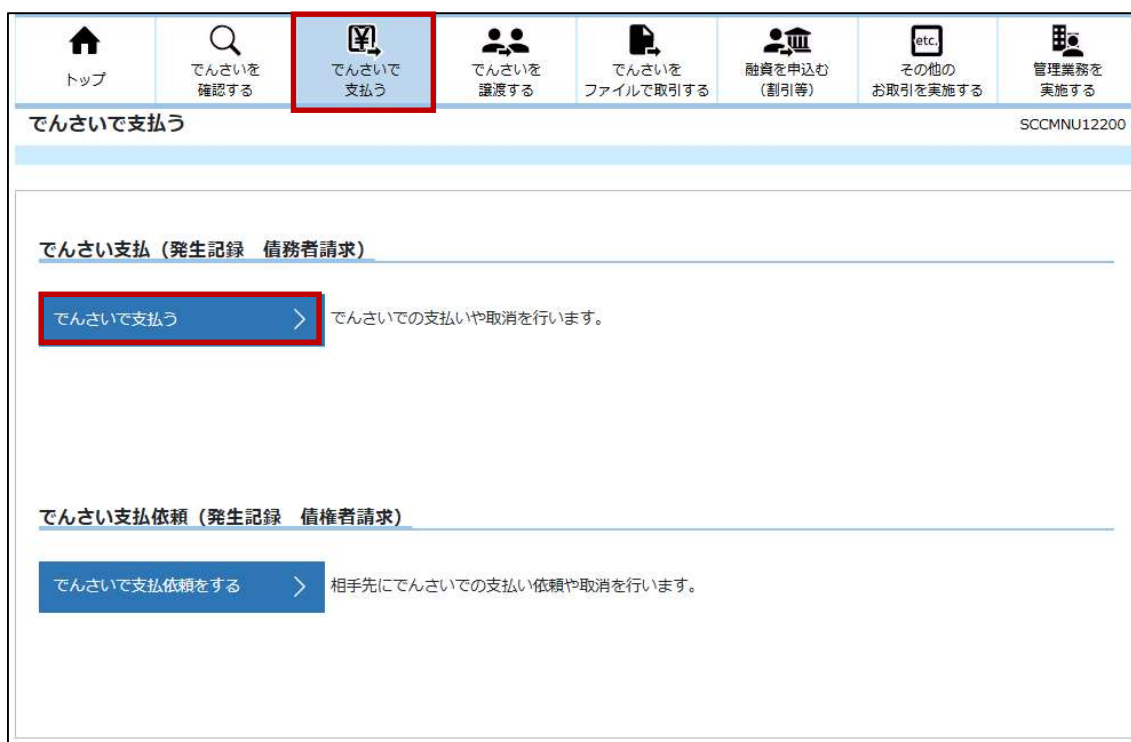 トップ
でんさいを
確認する
でんさいで
支払う
でんさいを
譲渡する
でんさいを
ファイルで取引する
融資を申込む
(割引等)
etc.
その他の
お取引を実施する
管理業務を
実施する
でんさいで支払う SCCMNU12200
でんさい支払（発生記録　債務者請求）
でんさいで支払う でんさいでの支払いや取消を行います。
でんさい支払依頼（発生記録　債権者請求）
でんさいで支払依頼をする 相手先にでんさいでの支払い依頼や取消を行います。